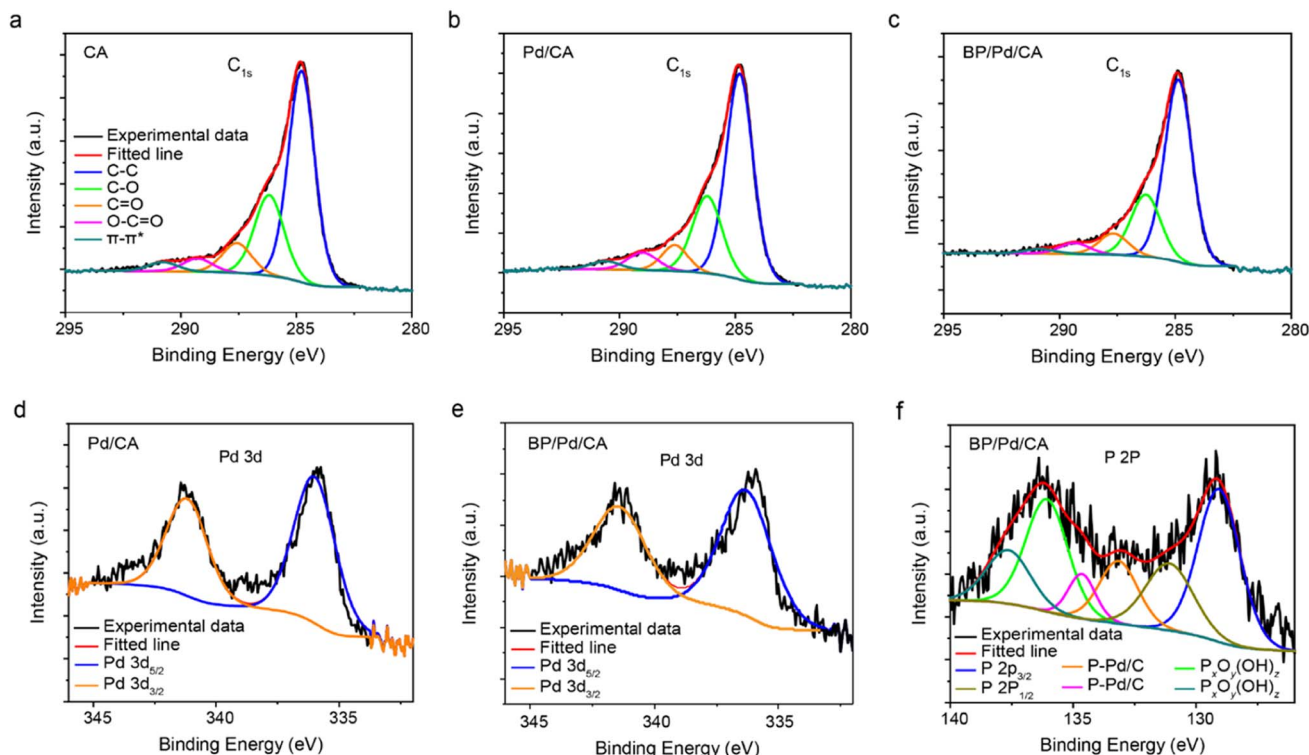 a
CA
C1s
Experimental data
Fitted line
C-C
C-O
C=O
O-C=O
π-π*
Intensity (a.u.)
295 290 285 280
Binding Energy (eV)
b
Pd/CA
C1s
Intensity (a.u.)
295 290 285 280
Binding Energy (eV)
c
BP/Pd/CA
C1s
Intensity (a.u.)
295 290 285 280
Binding Energy (eV)
d
Pd/CA
Pd 3d
Intensity (a.u.)
Experimental data
Fitted line
Pd 3d5/2
Pd 3d3/2
345 340 335
Binding Energy (eV)
e
BP/Pd/CA
Pd 3d
Intensity (a.u.)
Experimental data
Fitted line
Pd 3d5/2
Pd 3d3/2
345 340 335
Binding Energy (eV)
f
BP/Pd/CA
P 2P
Intensity (a.u.)
Experimental data
Fitted line
P 2p3/2 P-Pd/C PxOy(OH)z
P 2P1/2 P-Pd/C PxOy(OH)z
140 135 130
Binding Energy (eV)